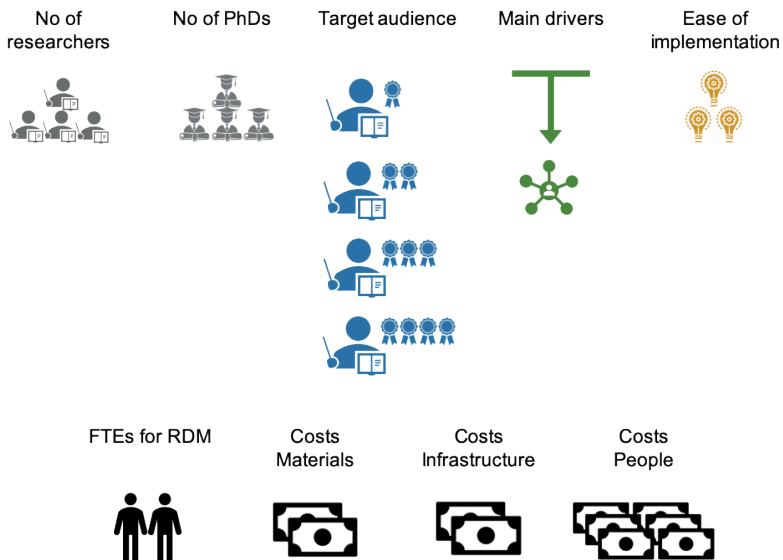 No of
researchers
No of PhDs
Target audience
Main drivers
Ease of
implementation
FTEs for RDM
Costs
Materials
Costs
Infrastructure
Costs
People